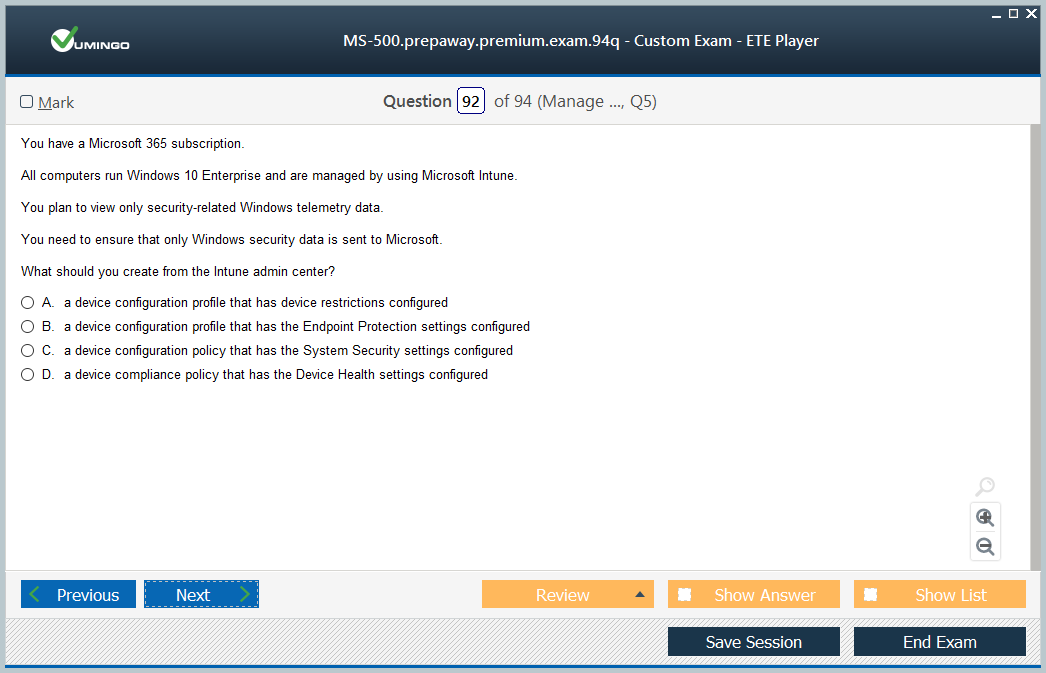 VUMINGO
MS-500.prepaway.premium.exam.94q - Custom Exam - ETE Player
Mark
Question 92 of 94 (Manage ..., Q5)
You have a Microsoft 365 subscription.
All computers run Windows 10 Enterprise and are managed by using Microsoft Intune.
You plan to view only security-related Windows telemetry data.
You need to ensure that only Windows security data is sent to Microsoft.
What should you create from the Intune admin center?
A. a device configuration profile that has device restrictions configured
B. a device configuration profile that has the Endpoint Protection settings configured
C. a device configuration policy that has the System Security settings configured
D. a device compliance policy that has the Device Health settings configured
Previous Next Review Show Answer Show List
Save Session End Exam